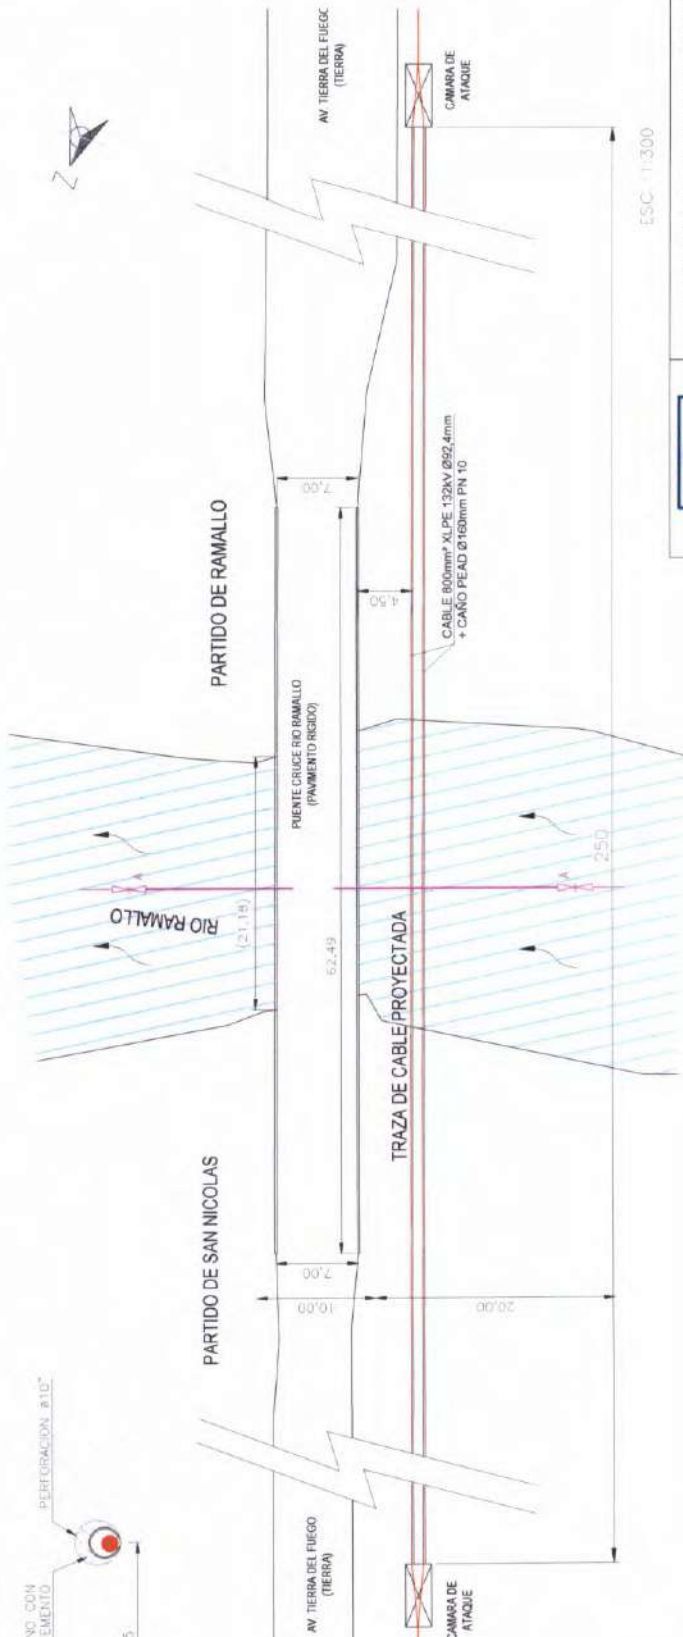 AV. TIERRA DEL FUEGO
(TIERRA)
CAMARA DE
ATAQUE
Z
ESC. 1:300
PARTIDO DE RAMALLO
7,00
4,50
CABLE 800mm² XLPE 132kV Ø92,4mm
+ CAÑO PEAD Ø160mm PN 10
PUENTE CRUCE RIO RAMALLO
(PAVIMENTO RIGIDO)
RIO RAMALLO
A
A
(21,18)
62,49
250
TRAZA DE CABLE PROYECTADA
PARTIDO DE SAN NICOLAS
7,00
10,00
20,00
PERFORACION ø10"
NO CON
EMENTO
AV. TIERRA DEL FUEGO
(TIERRA)
CAMARA DE
ATAQUE